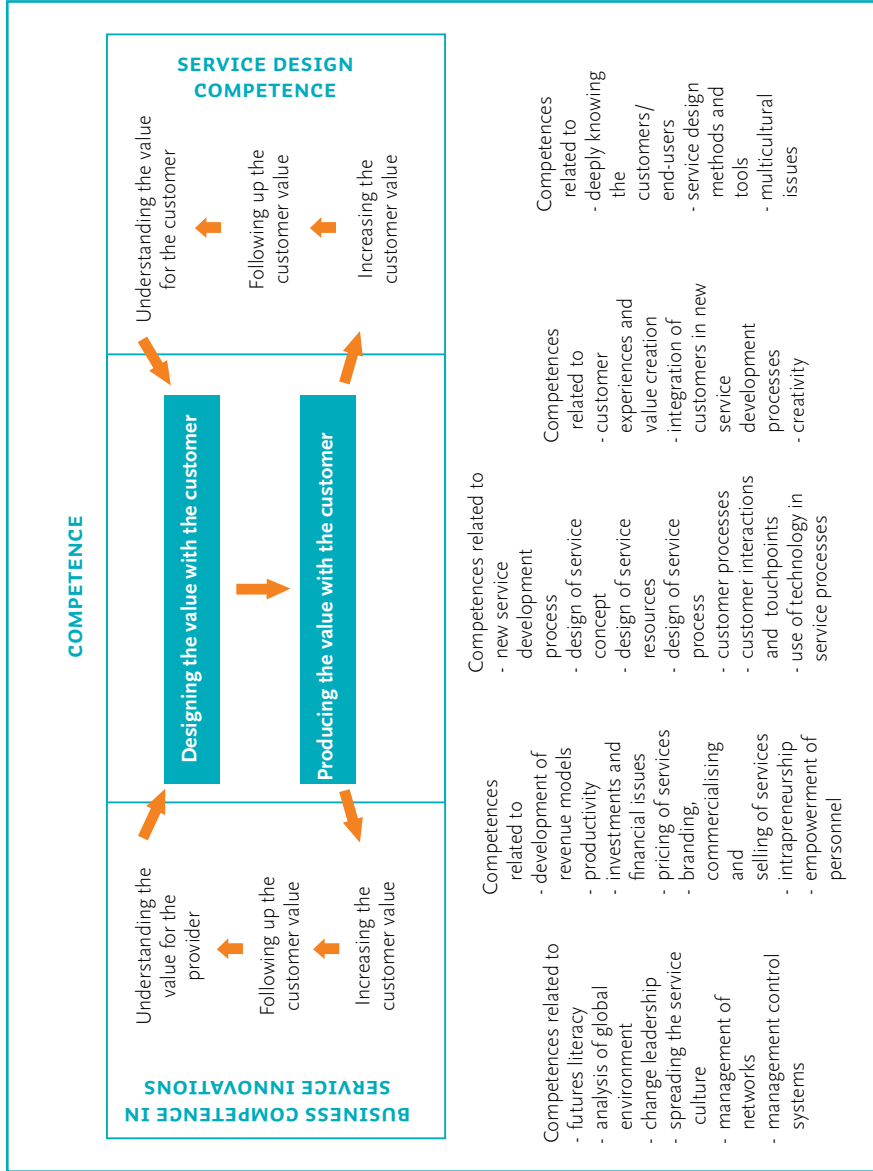 COMPETENCE
BUSINESS COMPETENCE IN
SERVICE INNOVATIONS
Understanding the
value for the
provider
Following up the
customer value
Increasing the
customer value
Designing the value with the customer
Producing the value with the customer
SERVICE DESIGN
COMPETENCE
Understanding the value
for the customer
Following up the
customer value
Increasing the
customer value
Competences related to
- futures literacy
- analysis of global
environment
- change leadership
- spreading the service
culture
- management of
networks
- management control
systems
Competences
related to
- development of
revenue models
- productivity
- investments and
financial issues
- pricing of services
- branding,
commercialising
and
selling of services
- intrapreneurship
- empowerment of
personnel
Competences related to
- new service
development
process
- design of service
concept
- design of service
resources
- design of service
process
- customer processes
- customer interactions
and touchpoints
- use of technology in
service processes
Competences
related to
- customer
experiences and
value creation
- integration of
customers in new
service
development
processes
- creativity
Competences
related to
- deeply knowing
the
customers/
end-users
- service design
methods and
tools
- multicultural
issues